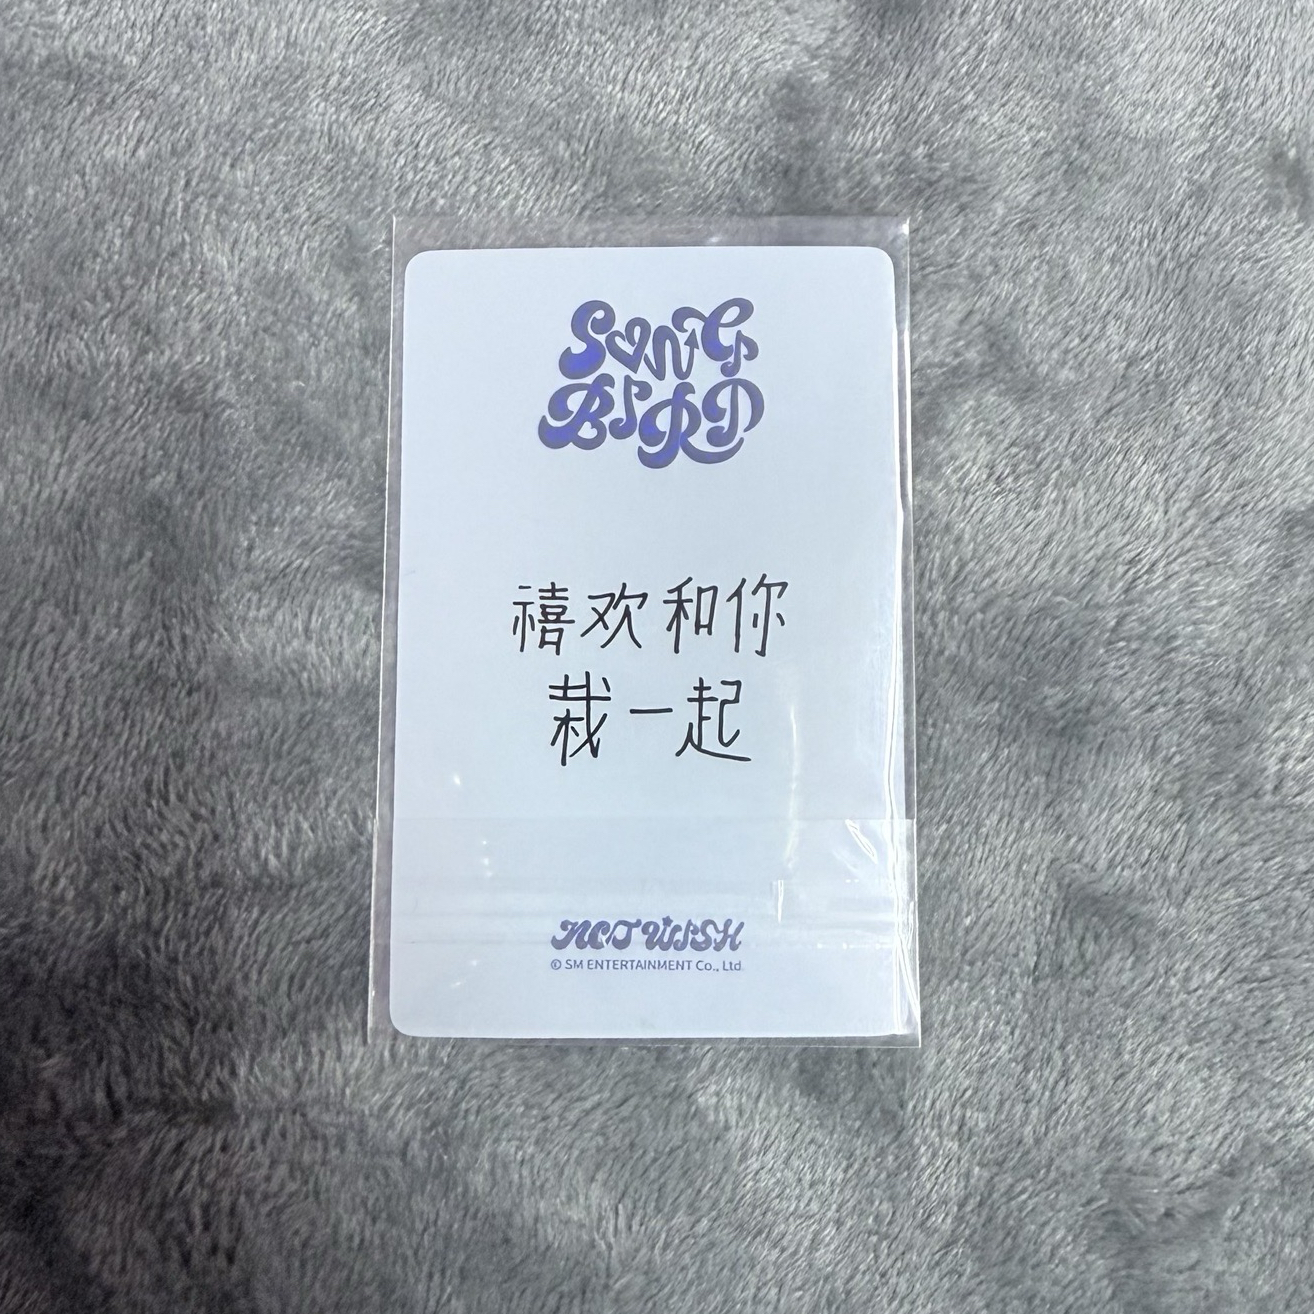 SONG
BIRD
禧欢和你
栽一起
NCT WISH
© SM ENTERTAINMENT Co., Ltd.